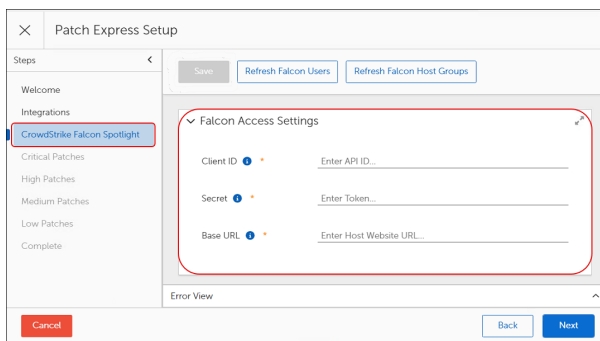 Patch Express Setup
Steps
Welcome
Integrations
CrowdStrike Falcon Spotlight
Critical Patches
High Patches
Medium Patches
Low Patches
Complete
Save
Refresh Falcon Users
Refresh Falcon Host Groups
Falcon Access Settings
Client ID * Enter API ID...
Secret * Enter Token...
Base URL * Enter Host Website URL...
Error View
Cancel
Back
Next